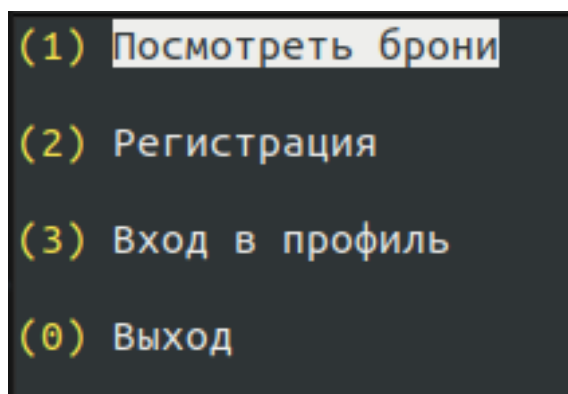 (1) Посмотреть брони
(2) Регистрация
(3) Вход в профиль
(0) Выход